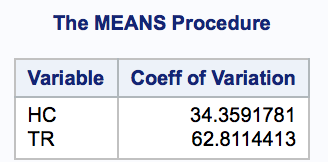 The MEANS Procedure
Variable Coeff of Variation
HC 34.3591781
TR 62.8114413